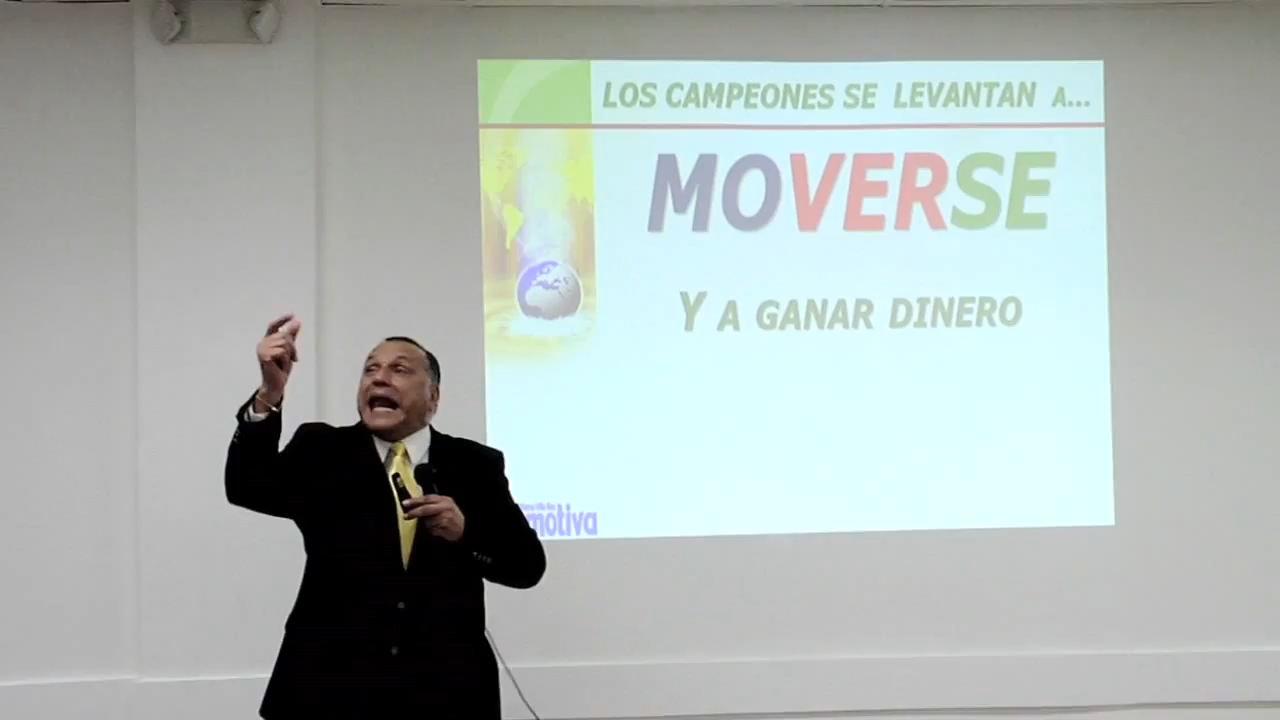 LOS CAMPEONES SE LEVANTAN A...
MOVERSE
Y A GANAR DINERO
motiva